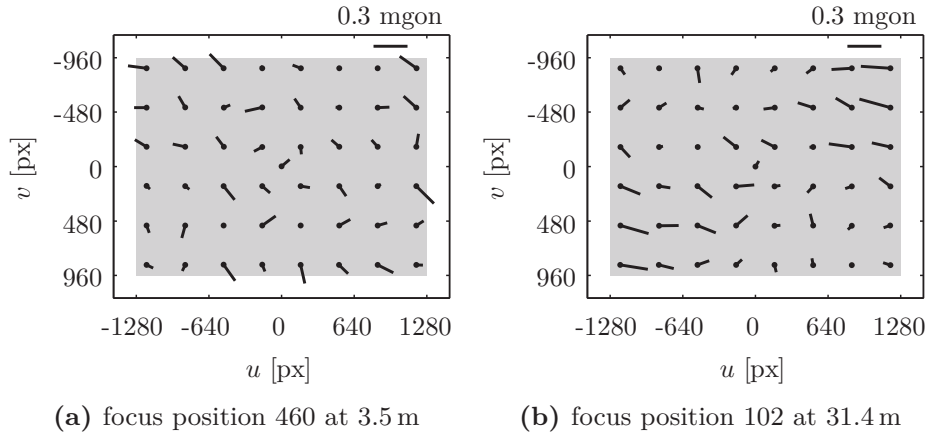 0.3 mgon
0.3 mgon
-960
-480
0
480
960
v [px]
-1280 -640 0 640 1280
u [px]
-960
-480
0
480
960
v [px]
-1280 -640 0 640 1280
u [px]
(a) focus position 460 at 3.5 m
(b) focus position 102 at 31.4 m